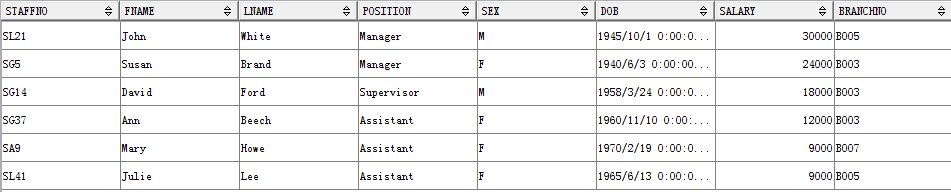 STAFFNO FNAME LNAME POSITION SEX DOB SALARY BRANCHNO
SL21 John White Manager M 1945/10/1 0:00:0... 30000 B005
SG5 Susan Brand Manager F 1940/6/3 0:00:00... 24000 B003
SG14 David Ford Supervisor M 1958/3/24 0:00:0... 18000 B003
SG37 Ann Beech Assistant F 1960/11/10 0:00:... 12000 B003
SA9 Mary Howe Assistant F 1970/2/19 0:00:0... 9000 B007
SL41 Julie Lee Assistant F 1965/6/13 0:00:0... 9000 B005